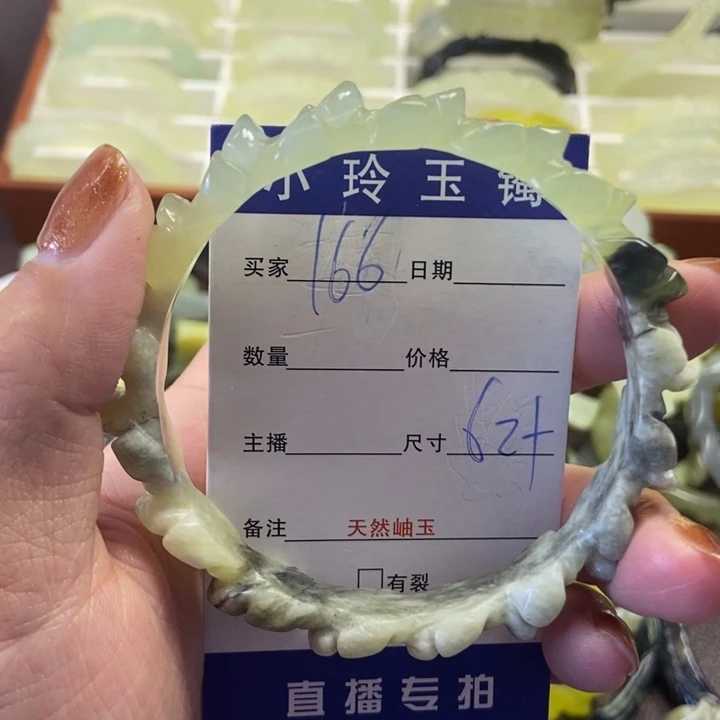 小玲玉镯
买家 166 日期
数量 价格
主播 尺寸 62+
备注 天然岫玉
□有裂
直播专拍